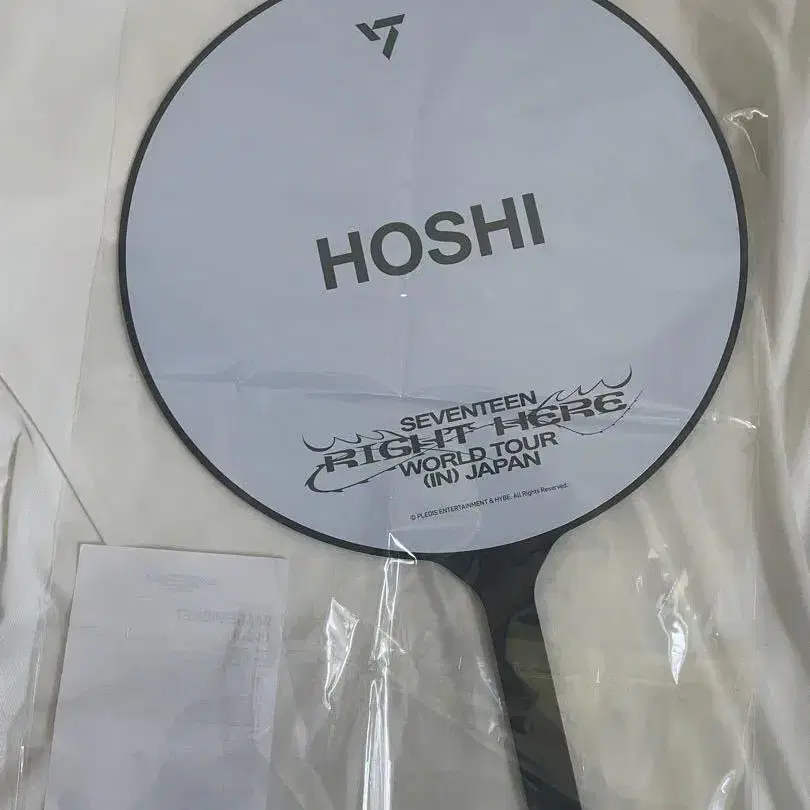 HOSHI
SEVENTEEN
RIGHT HERE
WORLD TOUR
(IN) JAPAN
© PLEDIS ENTERTAINMENT & HYBE. All Rights Reserved.